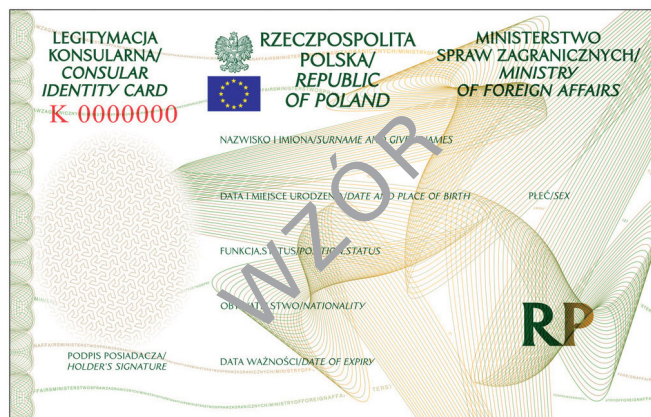 LEGITYMACJA
KONSULARNA/
CONSULAR
IDENTITY CARD
K 0000000
RZECZPOSPOLITA
POLSKA/
REPUBLIC
OF POLAND
MINISTERSTWO
SPRAW ZAGRANICZNYCH/
MINISTRY
OF FOREIGN AFFAIRS
NAZWISKO I IMIONA/SURNAME AND GIVEN NAMES
DATA I MIEJSCE URODZENIA/DATE AND PLACE OF BIRTH
PŁEĆ/SEX
FUNKCJA,STATUS/POSITION,STATUS
OBYWATELSTWO/NATIONALITY
WZÓR
RP
PODPIS POSIADACZA/
HOLDER'S SIGNATURE
DATA WAŻNOŚCI/DATE OF EXPIRY